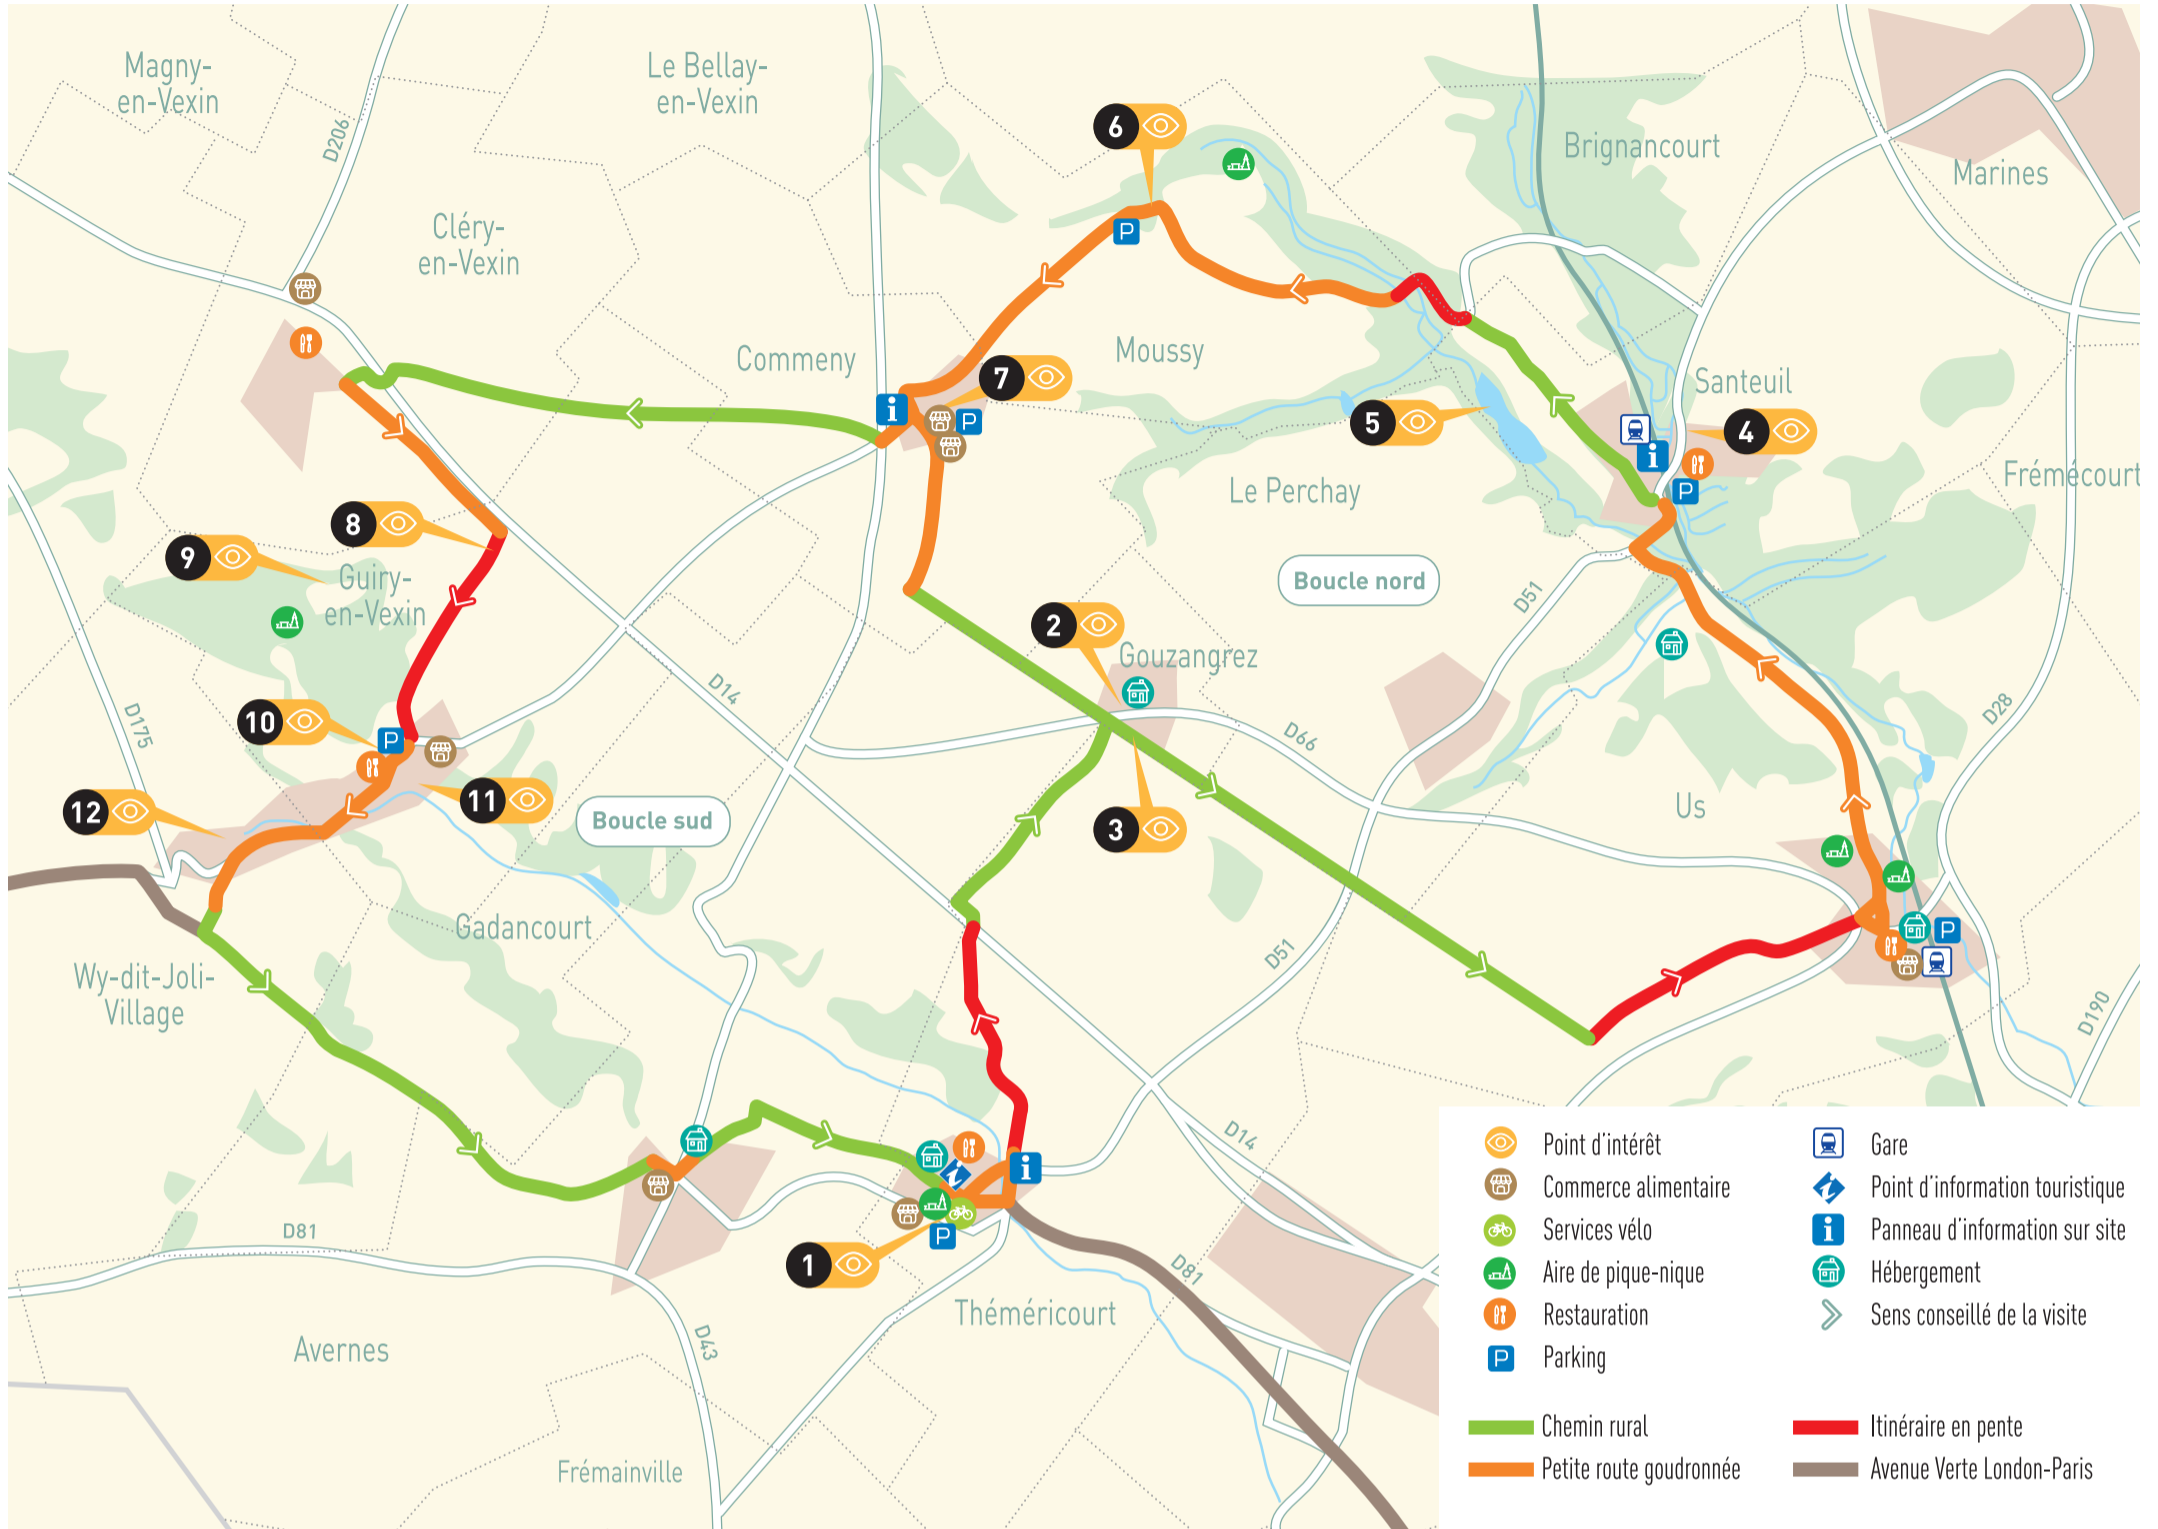 Magny-
en-Vexin
Le Bellay-
en-Vexin
D206
6
Brignancourt
Marines
Cléry-
en-Vexin
P
Commeny
Moussy
7
Santeuil
i
P
5
4
i
P
Frémécourt
Le Perchay
8
9
Guiry-
en-Vexin
Boucle nord
D51
2
Gouzangrez
D14
D175
10
P
D66
D28
11
12
Boucle sud
3
Us
Gadancourt
P
D51
Wy-dit-Joli-
Village
D190
D14
i
i
D81
P
1
D81
Théméricourt
Avernes
D43
Frémainville
Point d'intérêt
Commerce alimentaire
Services vélo
Aire de pique-nique
Restauration
P Parking
Gare
i Point d'information touristique
i Panneau d'information sur site
Hébergement
Sens conseillé de la visite
Chemin rural
Petite route goudronnée
Itinéraire en pente
Avenue Verte London-Paris